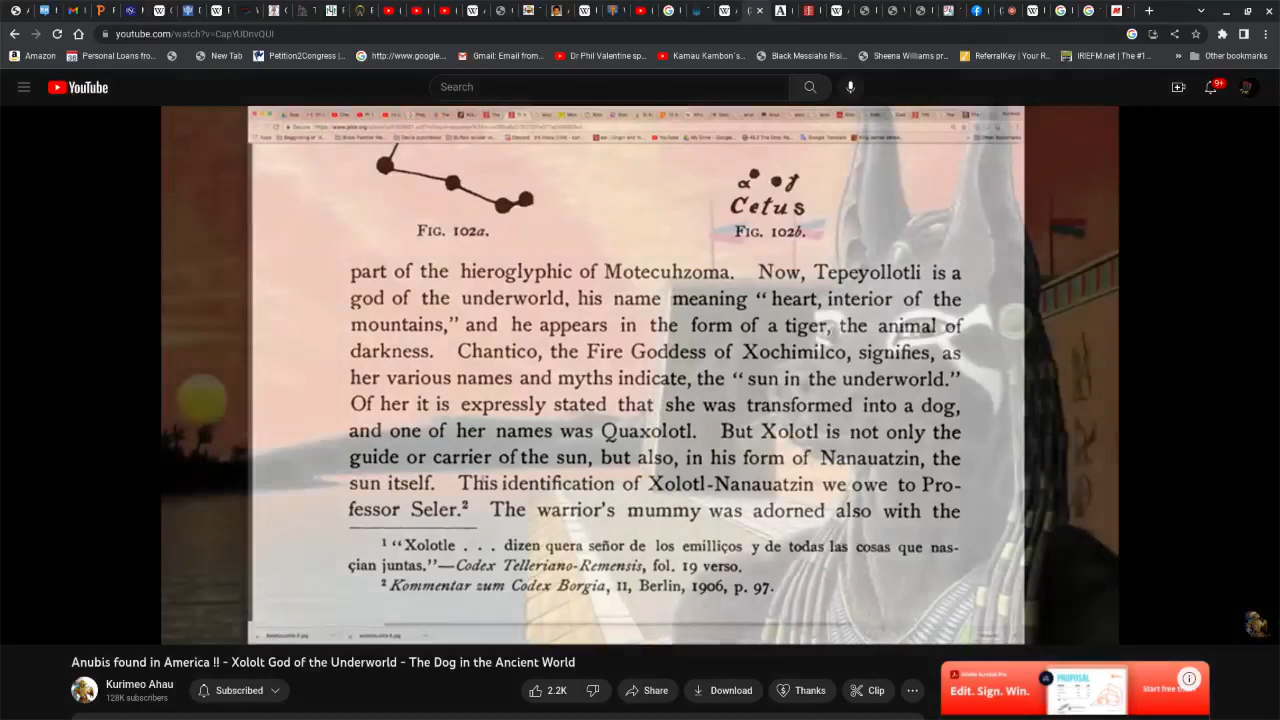 youtube.com/watch?v=CapYUDnvQUI
Amazon
Personal Loans fro...
New Tab
Petition2Congress |...
http://www.google...
Gmail: Email from...
Dr Phil Valentine sp...
Kamau Kambon's...
Black Messiahs Risi...
Sheena Williams pr...
ReferralKey | Your R...
iRIEFM.net | The #1...
»
Other bookmarks
YouTube
Search
9+
α γ
Cetus
FIG. 102a.
FIG. 102b.
part of the hieroglyphic of Motecuhzoma. Now, Tepeyollotli is a
god of the underworld, his name meaning “ heart, interior of the
mountains,” and he appears in the form of a tiger, the animal of
darkness. Chantico, the Fire Goddess of Xochimilco, signifies, as
her various names and myths indicate, the “ sun in the underworld.”
Of her it is expressly stated that she was transformed into a dog,
and one of her names was Quaxolotl. But Xolotl is not only the
guide or carrier of the sun, but also, in his form of Nanauatzin, the
sun itself. This identification of Xolotl-Nanauatzin we owe to Pro-
fessor Seler.² The warrior's mummy was adorned also with the
¹ “Xolotle . . . dizen quera señor de los emilliços y de todas las cosas que nas-
çian juntas.”—Codex Telleriano-Remensis, fol. 19 verso.
² Kommentar zum Codex Borgia, II, Berlin, 1906, p. 97.
Anubis found in America !! - Xololt God of the Underworld - The Dog in the Ancient World
Kurimeo Ahau
128K subscribers
Subscribed
2.2K
Share
Download
Thanks
Clip
Adobe Acrobat Pro
Edit. Sign. Win.
PROPOSAL